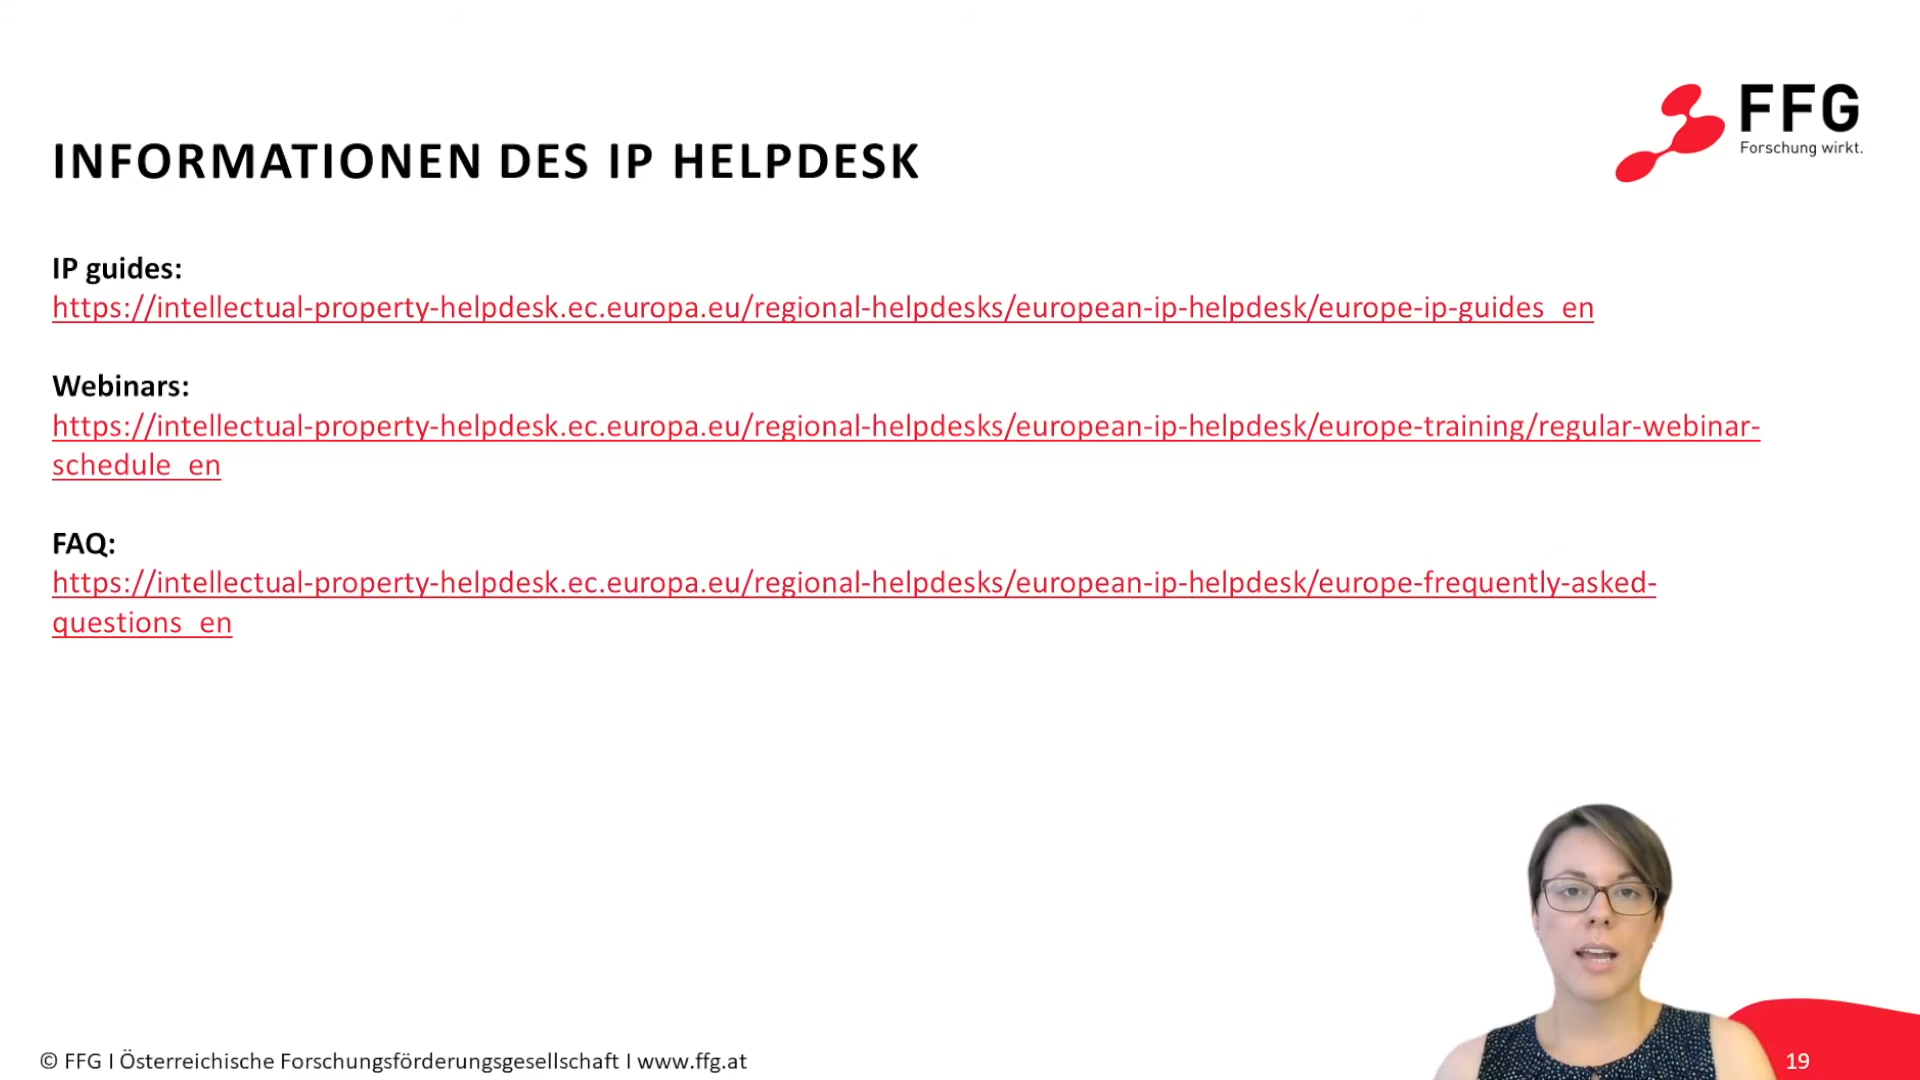 FFG
Forschung wirkt.
INFORMATIONEN DES IP HELPDESK
IP guides:
https://intellectual-property-helpdesk.ec.europa.eu/regional-helpdesks/european-ip-helpdesk/europe-ip-guides_en
Webinars:
https://intellectual-property-helpdesk.ec.europa.eu/regional-helpdesks/european-ip-helpdesk/europe-training/regular-webinar-
schedule_en
FAQ:
https://intellectual-property-helpdesk.ec.europa.eu/regional-helpdesks/european-ip-helpdesk/europe-frequently-asked-
questions_en
© FFG I Österreichische Forschungsförderungsgesellschaft I www.ffg.at
19